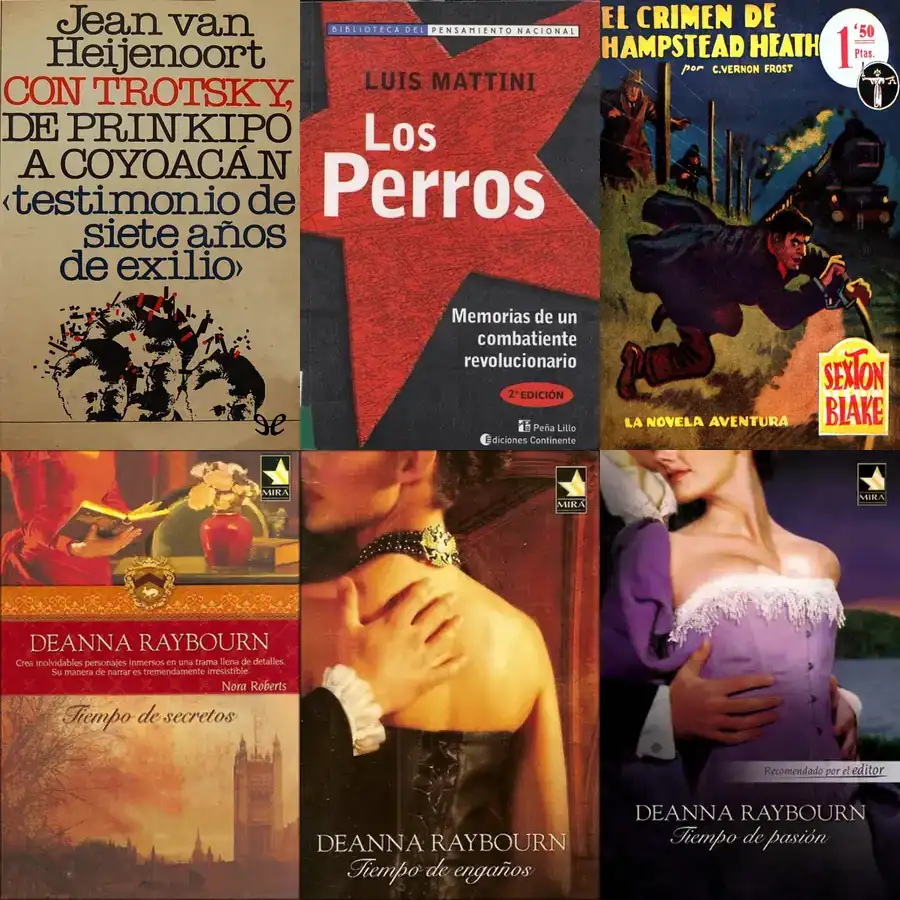 Jean van
Heijenoort
CON TROTSKY,
DE PRINKIPO
A COYOACÁN
‹testimonio de
siete años
de exilio›
BIBLIOTECA DEL PENSAMIENTO NACIONAL
LUIS MATTINI
Los
Perros
Memorias de un
combatiente
revolucionario
2ª EDICIÓN
Peña Lillo
Ediciones Continente
EL CRIMEN DE
HAMPSTEAD HEATH
por C. VERNON FROST
1'50
Ptas.
SEXTON
BLAKE
LA NOVELA AVENTURA
MIRA
DEANNA RAYBOURN
Crea inolvidables personajes inmersos en una trama llena de detalles.
Su manera de narrar es tremendamente irresistible.
Nora Roberts
Tiempo de secretos
MIRA
DEANNA RAYBOURN
Tiempo de engaños
MIRA
Recomendado por el editor
DEANNA RAYBOURN
Tiempo de pasión